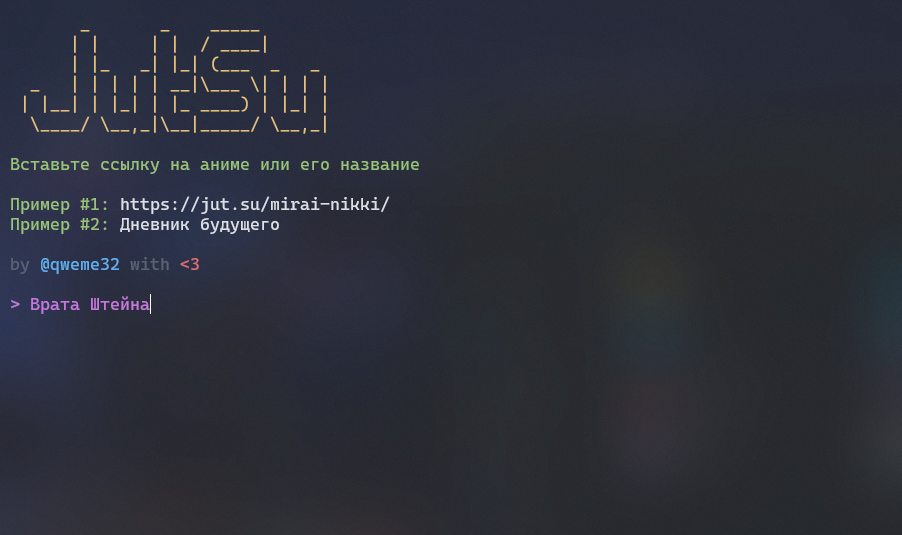 JutSu
Вставьте ссылку на аниме или его название
Пример #1: https://jut.su/mirai-nikki/
Пример #2: Дневник будущего
by @qweme32 with <3
> Врата Штейна